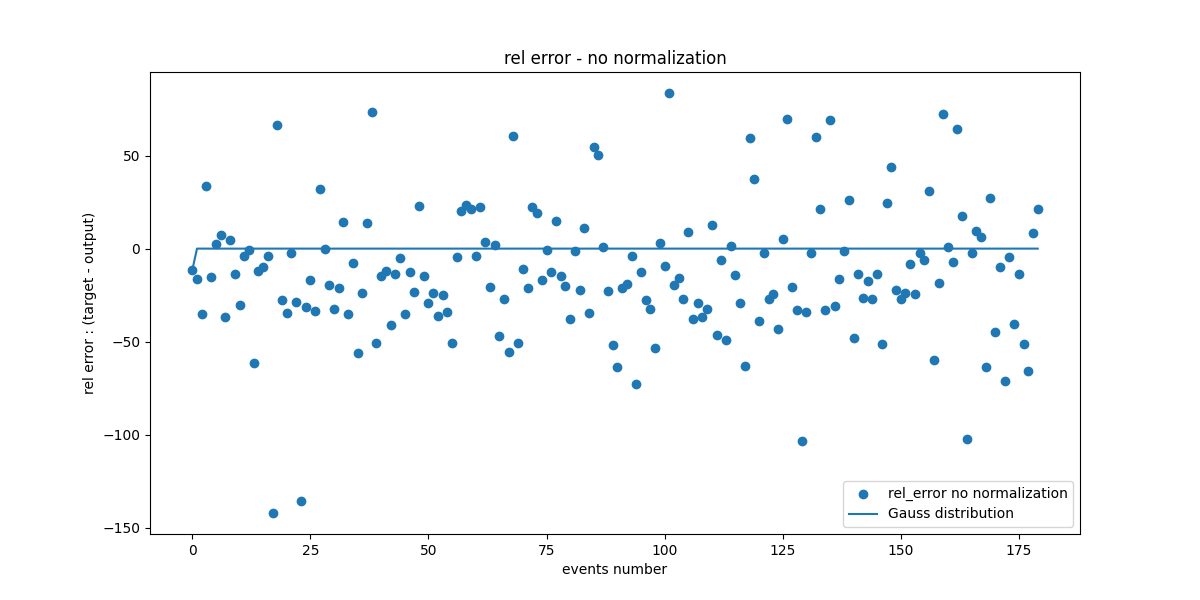 rel error - no normalization
rel error : (target - output)
50
0
−50
−100
−150
0 25 50 75 100 125 150 175
events number
rel_error no normalization
Gauss distribution